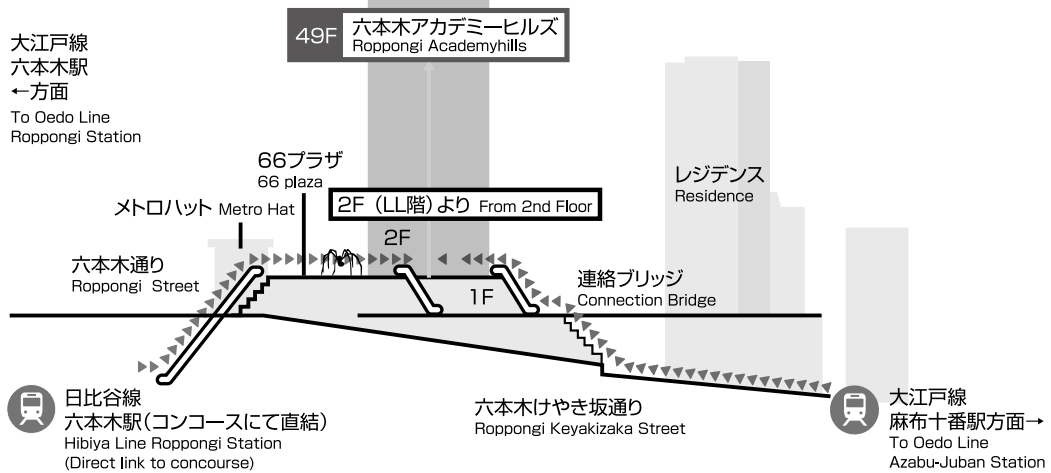 49F 六本木アカデミーヒルズ
Roppongi Academyhills
大江戸線
六本木駅
←方面
To Oedo Line
Roppongi Station
66プラザ
66 plaza
レジデンス
Residence
メトロハット Metro Hat
2F（LL階）より From 2nd Floor
2F
六本木通り
Roppongi Street
1F
連絡ブリッジ
Connection Bridge
日比谷線
六本木駅（コンコースにて直結）
Hibiya Line Roppongi Station
(Direct link to concourse)
六本木けやき坂通り
Roppongi Keyakizaka Street
大江戸線
麻布十番駅方面→
To Oedo Line
Azabu-Juban Station